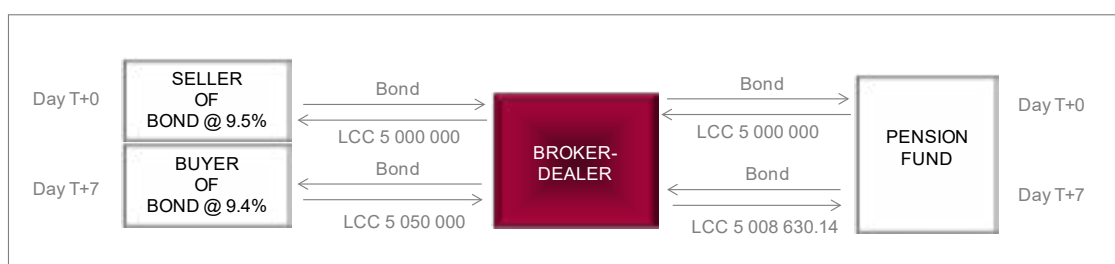 Day T+0
SELLER
OF
BOND @ 9.5%
Bond
LCC 5 000 000
Day T+7
BUYER
OF
BOND @ 9.4%
Bond
LCC 5 050 000
BROKER-
DEALER
Bond
LCC 5 000 000
Bond
LCC 5 008 630.14
PENSION
FUND
Day T+0
Day T+7